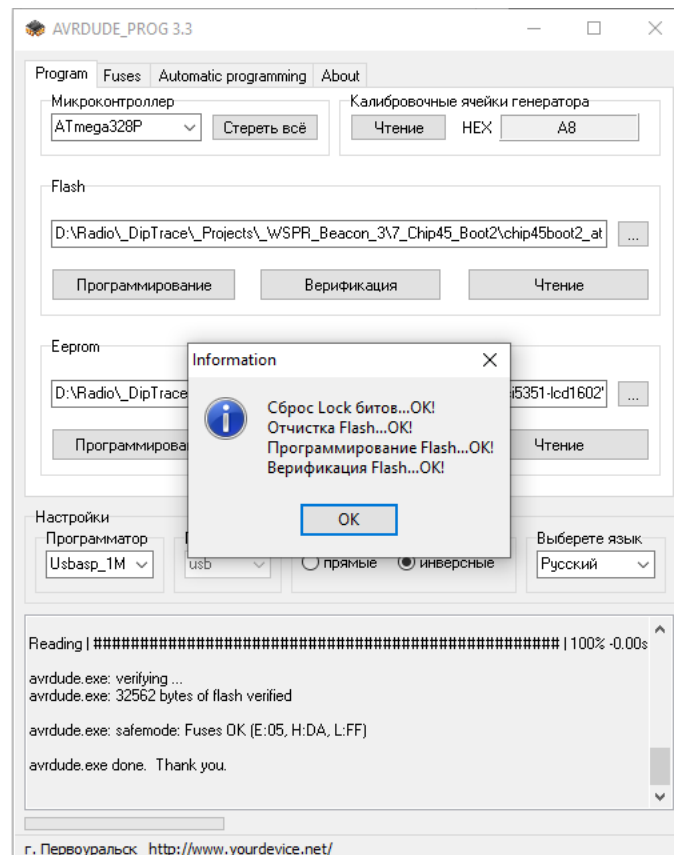 AVRDUDE_PROG 3.3
Program Fuses Automatic programming About
Микроконтроллер
ATmega328P Стереть всё
Калибровочные ячейки генератора
Чтение HEX A8
Flash
D:\Radio\_DipTrace\_Projects\_WSPR_Beacon_3\7_Chip45_Boot2\chip45boot2_at ...
Программирование Верификация Чтение
Eeprom
D:\Radio\_DipTrace i5351-lcd1602' ...
Чтение
Information
Сброс Lock битов...OK!
Отчистка Flash...OK!
Программирование Flash...OK!
Верификация Flash...OK!
OK
Настройки
Программатор
Usbasp_1M
usb
прямые инверсные
Выберете язык
Русский
Reading | ################################################## | 100% -0.00s
avrdude.exe: verifying ...
avrdude.exe: 32562 bytes of flash verified
avrdude.exe: safemode: Fuses OK (E:05, H:DA, L:FF)
avrdude.exe done. Thank you.
г. Первоуральск http://www.yourdevice.net/